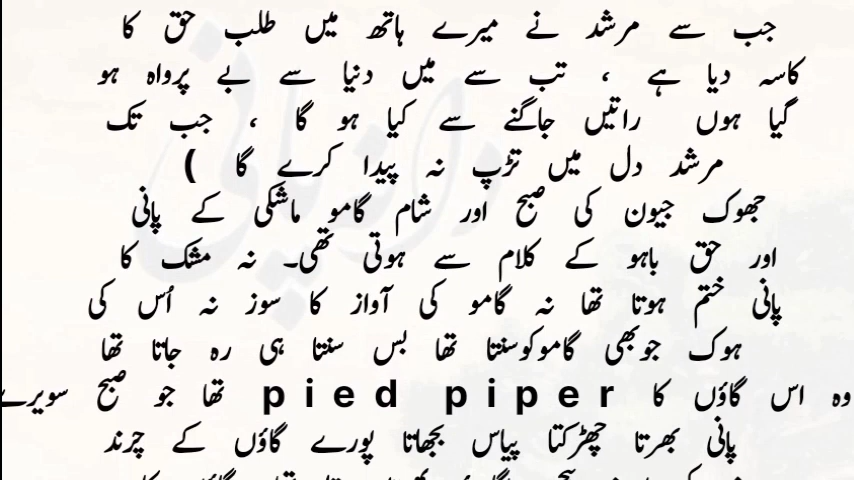 جب سے مرشد نے میرے ہاتھ میں طلب حق کا
کاسہ دیا ہے ، تب سے میں دنیا سے بے پرواہ ہو
گیا ہوں راتیں جاگنے سے کیا ہو گا ، جب تک
مرشد دل میں تڑپ نہ پیدا کرے گا )
جھوک جیون کی صبح اور شام گامو ماشکی کے پانی
اور حق باہو کے کلام سے ہوتی تھی۔ نہ مشک کا
پانی ختم ہوتا تھا نہ گامو کی آواز کا سوز نہ اُس کی
ہوک جوبھی گاموکوسنتا تھا بس سنتا ہی رہ جاتا تھا
وہ اس گاؤں کا pied piper تھا جو صبح سویرے
پانی بھرتا چھڑکتا پیاس بجھاتا پورے گاؤں کے چرند